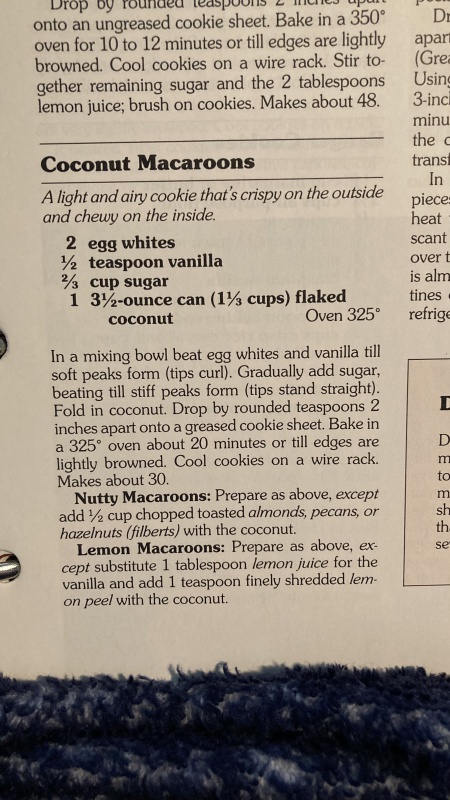 Drop by rounded teaspoons 2 inches apart
onto an ungreased cookie sheet. Bake in a 350°
oven for 10 to 12 minutes or till edges are lightly
browned. Cool cookies on a wire rack. Stir to-
gether remaining sugar and the 2 tablespoons
lemon juice; brush on cookies. Makes about 48.
Coconut Macaroons
A light and airy cookie that's crispy on the outside
and chewy on the inside.
2 egg whites
½ teaspoon vanilla
⅔ cup sugar
1 3½-ounce can (1⅓ cups) flaked
coconut Oven 325°
In a mixing bowl beat egg whites and vanilla till
soft peaks form (tips curl). Gradually add sugar,
beating till stiff peaks form (tips stand straight).
Fold in coconut. Drop by rounded teaspoons 2
inches apart onto a greased cookie sheet. Bake in
a 325° oven about 20 minutes or till edges are
lightly browned. Cool cookies on a wire rack.
Makes about 30.
Nutty Macaroons: Prepare as above, except
add ½ cup chopped toasted almonds, pecans, or
hazelnuts (filberts) with the coconut.
Lemon Macaroons: Prepare as above, ex-
cept substitute 1 tablespoon lemon juice for the
vanilla and add 1 teaspoon finely shredded lem-
on peel with the coconut.
Dr
apart
(Grea
Using
3-inc
minu
the c
transf
In
pieces
heat
scant
over t
is alm
tines
refrige
D
D
m
to
m
m
sh
th
se